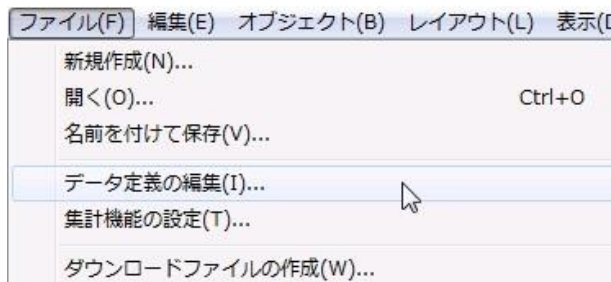 ファイル(F) 編集(E) オブジェクト(B) レイアウト(L) 表示(D
新規作成(N)...
開く(O)... Ctrl+O
名前を付けて保存(V)...
データ定義の編集(I)...
集計機能の設定(T)...
ダウンロードファイルの作成(W)...